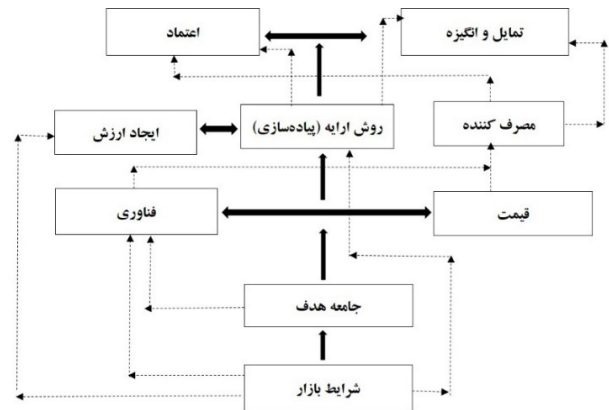 تمایل و انگیزه
اعتماد
مصرف کننده
روش ارایه (پیاده‌سازی)
ایجاد ارزش
قیمت
فناوری
جامعه هدف
شرایط بازار